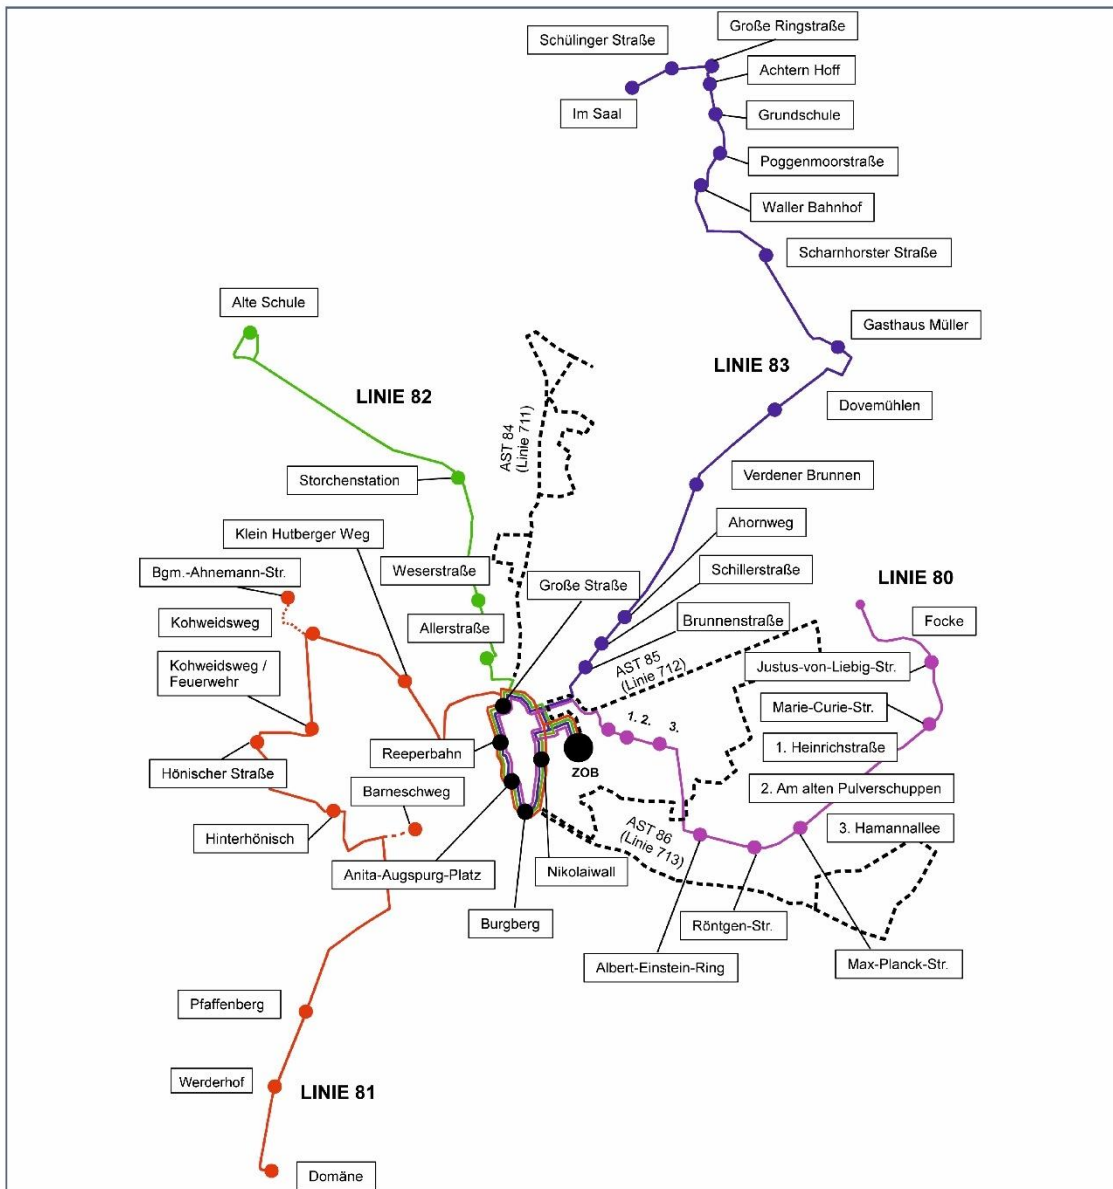 Große Ringstraße
Schülinger Straße
Achtern Hoff
Im Saal
Grundschule
Poggenmoorstraße
Waller Bahnhof
Scharnhorster Straße
Alte Schule
Gasthaus Müller
LINIE 83
LINIE 82
Dovemühlen
AST 84
(Linie 711)
Storchenstation
Verdener Brunnen
Klein Hutberger Weg
Ahornweg
Bgm.-Ahnemann-Str.
Weserstraße
Große Straße
Schillerstraße
LINIE 80
Kohweidsweg
Allerstraße
Brunnenstraße
Focke
Kohweidsweg /
Feuerwehr
AST 85
(Linie 712)
Justus-von-Liebig-Str.
Marie-Curie-Str.
1. 2. 3.
Reeperbahn
1. Heinrichstraße
Hönischer Straße
ZOB
Barneschweg
2. Am alten Pulverschuppen
3. Hamannallee
Hinterhönisch
AST 86
(Linie 713)
Anita-Augspurg-Platz
Nikolaiwall
Burgberg
Röntgen-Str.
Albert-Einstein-Ring
Max-Planck-Str.
Pfaffenberg
Werderhof
LINIE 81
Domäne